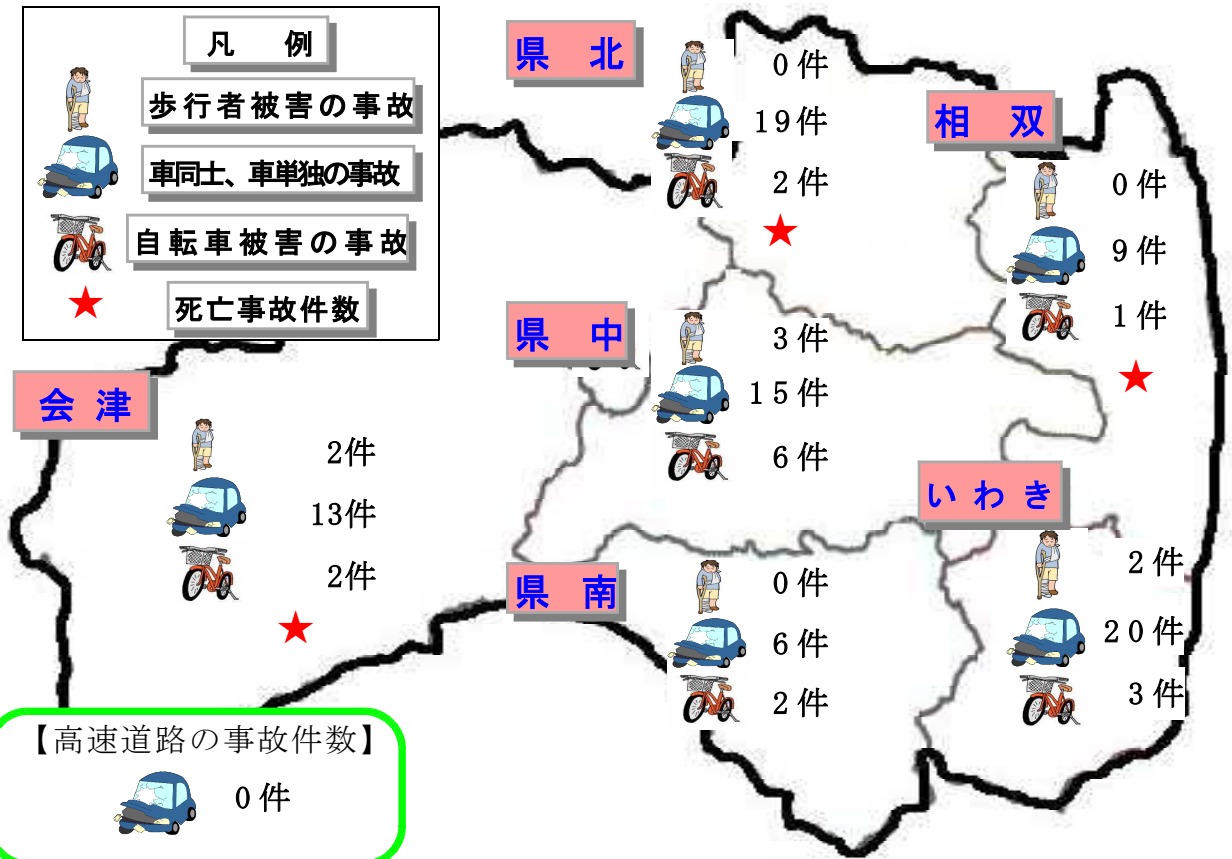 凡 例
歩行者被害の事故
車同士、車単独の事故
自転車被害の事故
死亡事故件数
県 北
0件
19件
2件
相 双
0件
9件
1件
県 中
3件
15件
6件
会 津
2件
13件
2件
いわき
2件
20件
3件
県 南
0件
6件
2件
【高速道路の事故件数】
0件